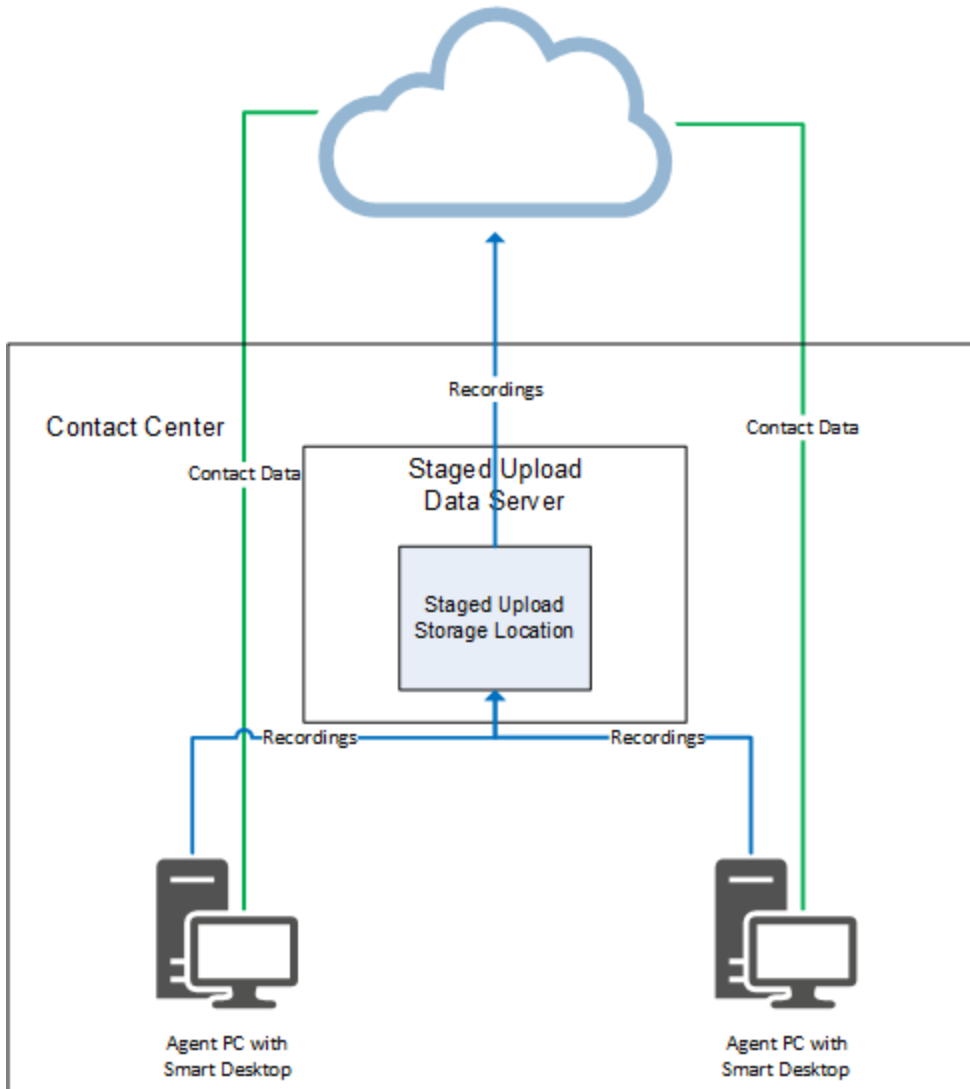 Recordings
Contact Center
Contact Data
Contact Data
Staged Upload
Data Server
Staged Upload
Storage Location
Recordings
Recordings
Agent PC with
Smart Desktop
Agent PC with
Smart Desktop